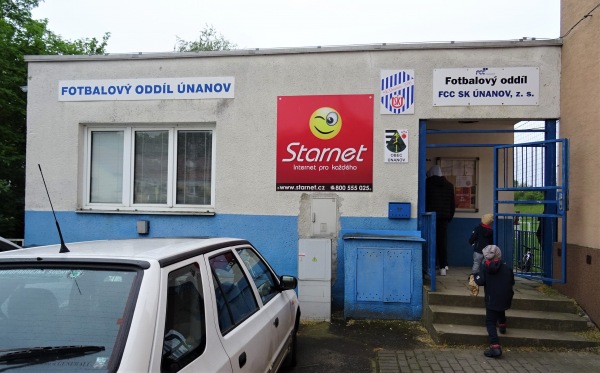 FOTBALOVÝ ODDÍL ÚNANOV
Starnet
Internet pro každého
www.starnet.cz 800 555 025
OBEC
ÚNANOV
FCC
Fotbalový oddíl
FCC SK ÚNANOV, z. s.